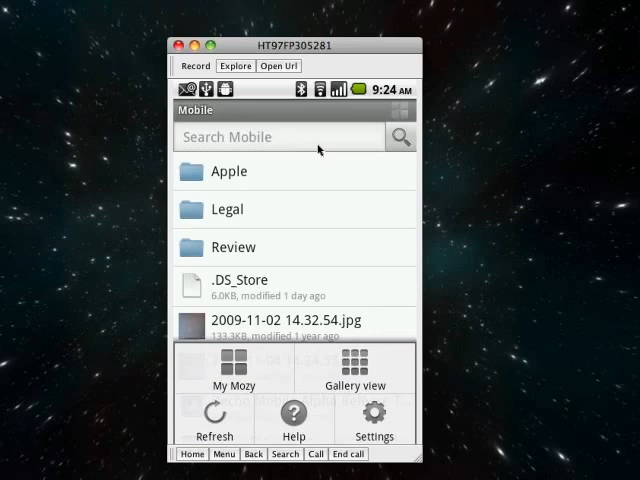 HT97FP305281
Record Explore Open Url
9:24 AM
Mobile
Search Mobile
Apple
Legal
Review
.DS_Store
6.0KB, modified 1 day ago
2009-11-02 14.32.54.jpg
133.3KB, modified 1 year ago
My Mozy Gallery view
Refresh Help Settings
Home Menu Back Search Call End call